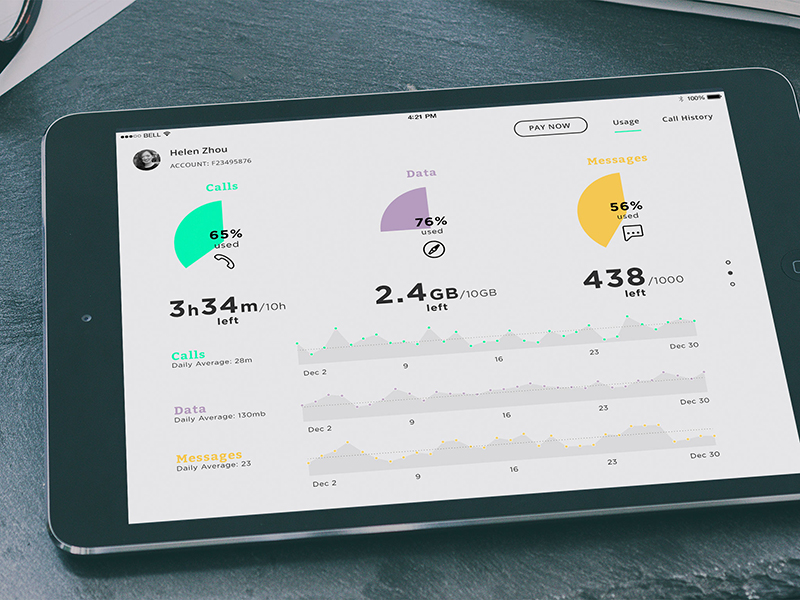 BELL
4:21 PM
100%
Helen Zhou
ACCOUNT: F23495876
PAY NOW
Usage
Call History
Calls
65%
used
3h34m/10h
left
Data
76%
used
2.4GB/10GB
left
Messages
56%
used
438/1000
left
Calls
Daily Average: 28m
Dec 2
9
16
23
Dec 30
Data
Daily Average: 130mb
Dec 2
9
16
23
Dec 30
Messages
Daily Average: 23
Dec 2
9
16
23
Dec 30